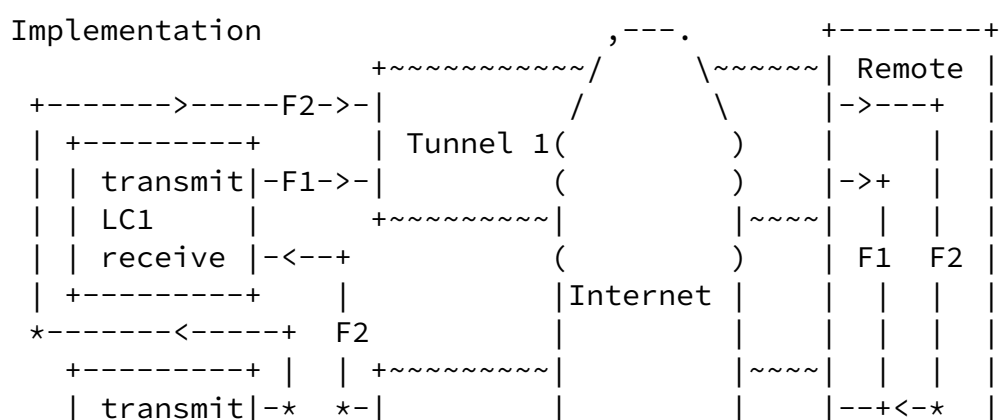 Implementation                    ,---.       +--------+
                    +~~~~~~~~~~~/     \~~~~~~| Remote |
 +------->-----F2->-|          /       \     |->---+  |
 | +---------+      | Tunnel 1(         )    |     |  |
 | | transmit|-F1->-|         (         )    |->+  |  |
 | | LC1     |      +~~~~~~~~~|         |~~~~|  |  |  |
 | | receive |-<--+           (         )    | F1  F2 |
 | +---------+    |           |Internet |    |  |  |  |
 *-------<-----+  F2          |         |    |  |  |  |
   +---------+ |  | +~~~~~~~~~|         |~~~~|  |  |  |
   | transmit|-*  *-|         |         |    |--+<-*  |